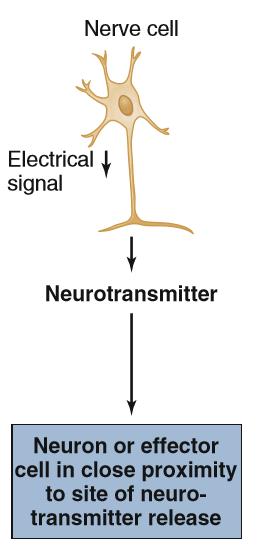 Nerve cell
Electrical
signal
Neurotransmitter
Neuron or effector
cell in close proximity
to site of neuro-
transmitter release